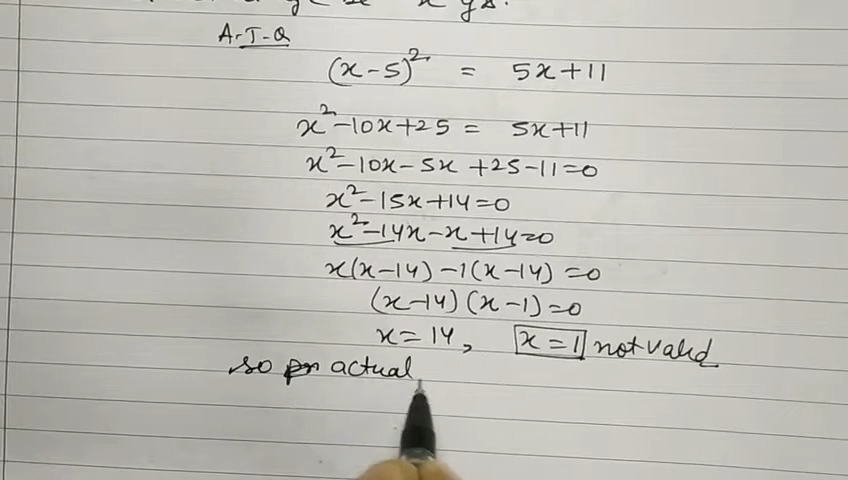 x ys.
A-T-Q
(x-5)² = 5x+11
x²-10x+25 = 5x+11
x²-10x-5x+25-11=0
x²-15x+14=0
x²-14x-x+14=0
x(x-14)-1(x-14)=0
(x-14)(x-1)=0
x=14, x=1 not valid
so actual